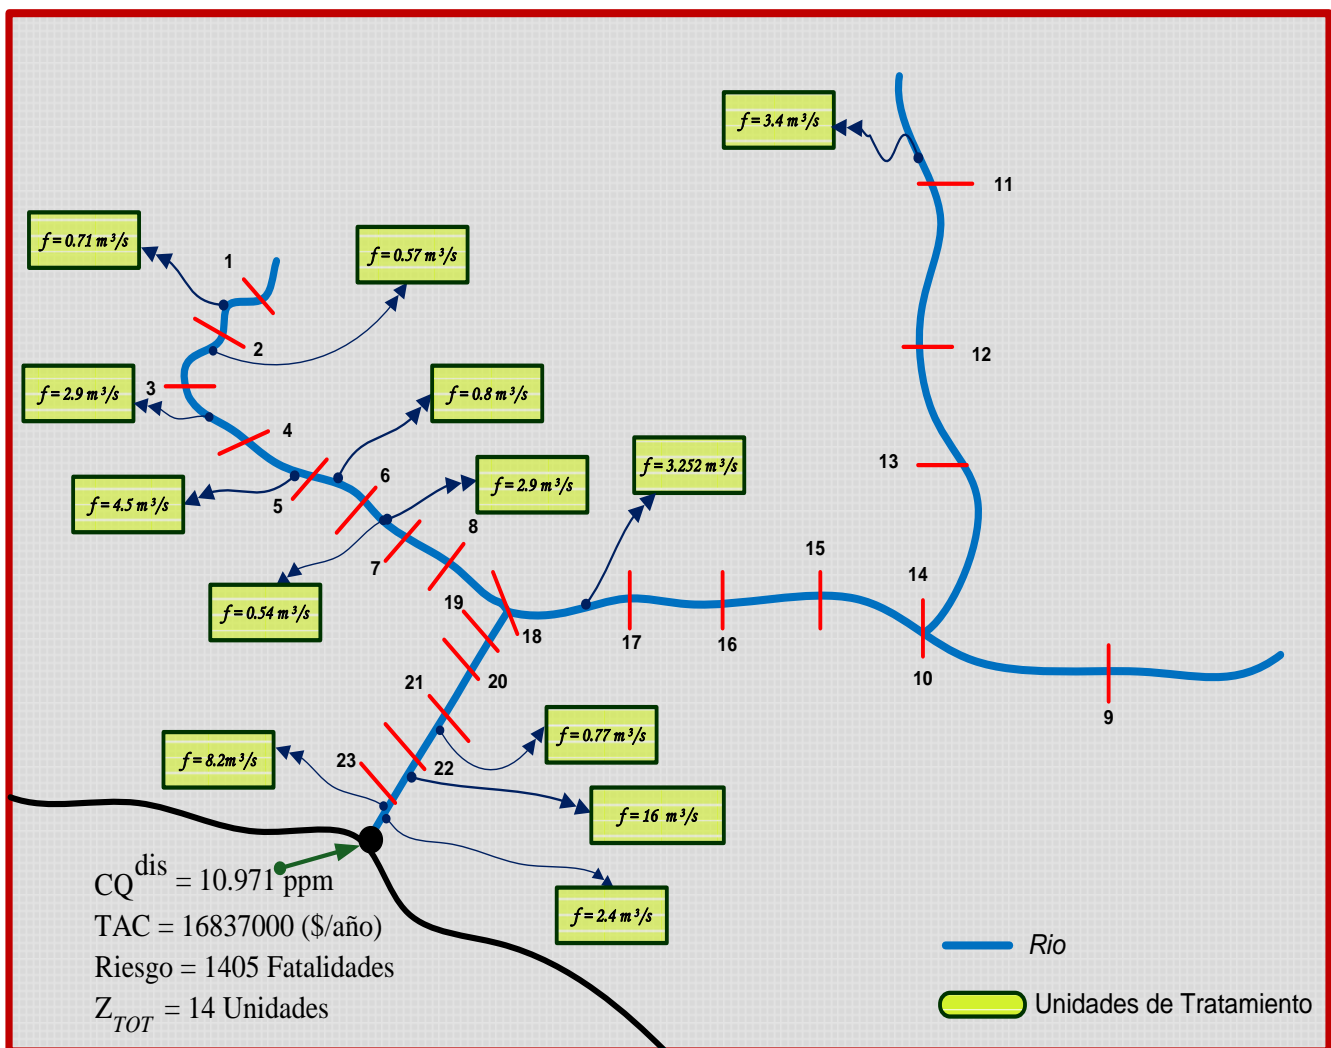 f = 3.4 m³/s
11
f = 0.71 m³/s
1
f = 0.57 m³/s
2
12
3
f = 2.9 m³/s
f = 0.8 m³/s
4
13
f = 3.252 m³/s
6
f = 2.9 m³/s
f = 4.5 m³/s
5
8
7
15
14
f = 0.54 m³/s
19
18
17
16
10
20
9
21
f = 0.77 m³/s
f = 8.2m³/s
23
22
f = 16 m³/s
CQ^dis = 10.971 ppm
f = 2.4 m³/s
TAC = 16837000 ($/año)
Rio
Riesgo = 1405 Fatalidades
Z_TOT = 14 Unidades
Unidades de Tratamiento